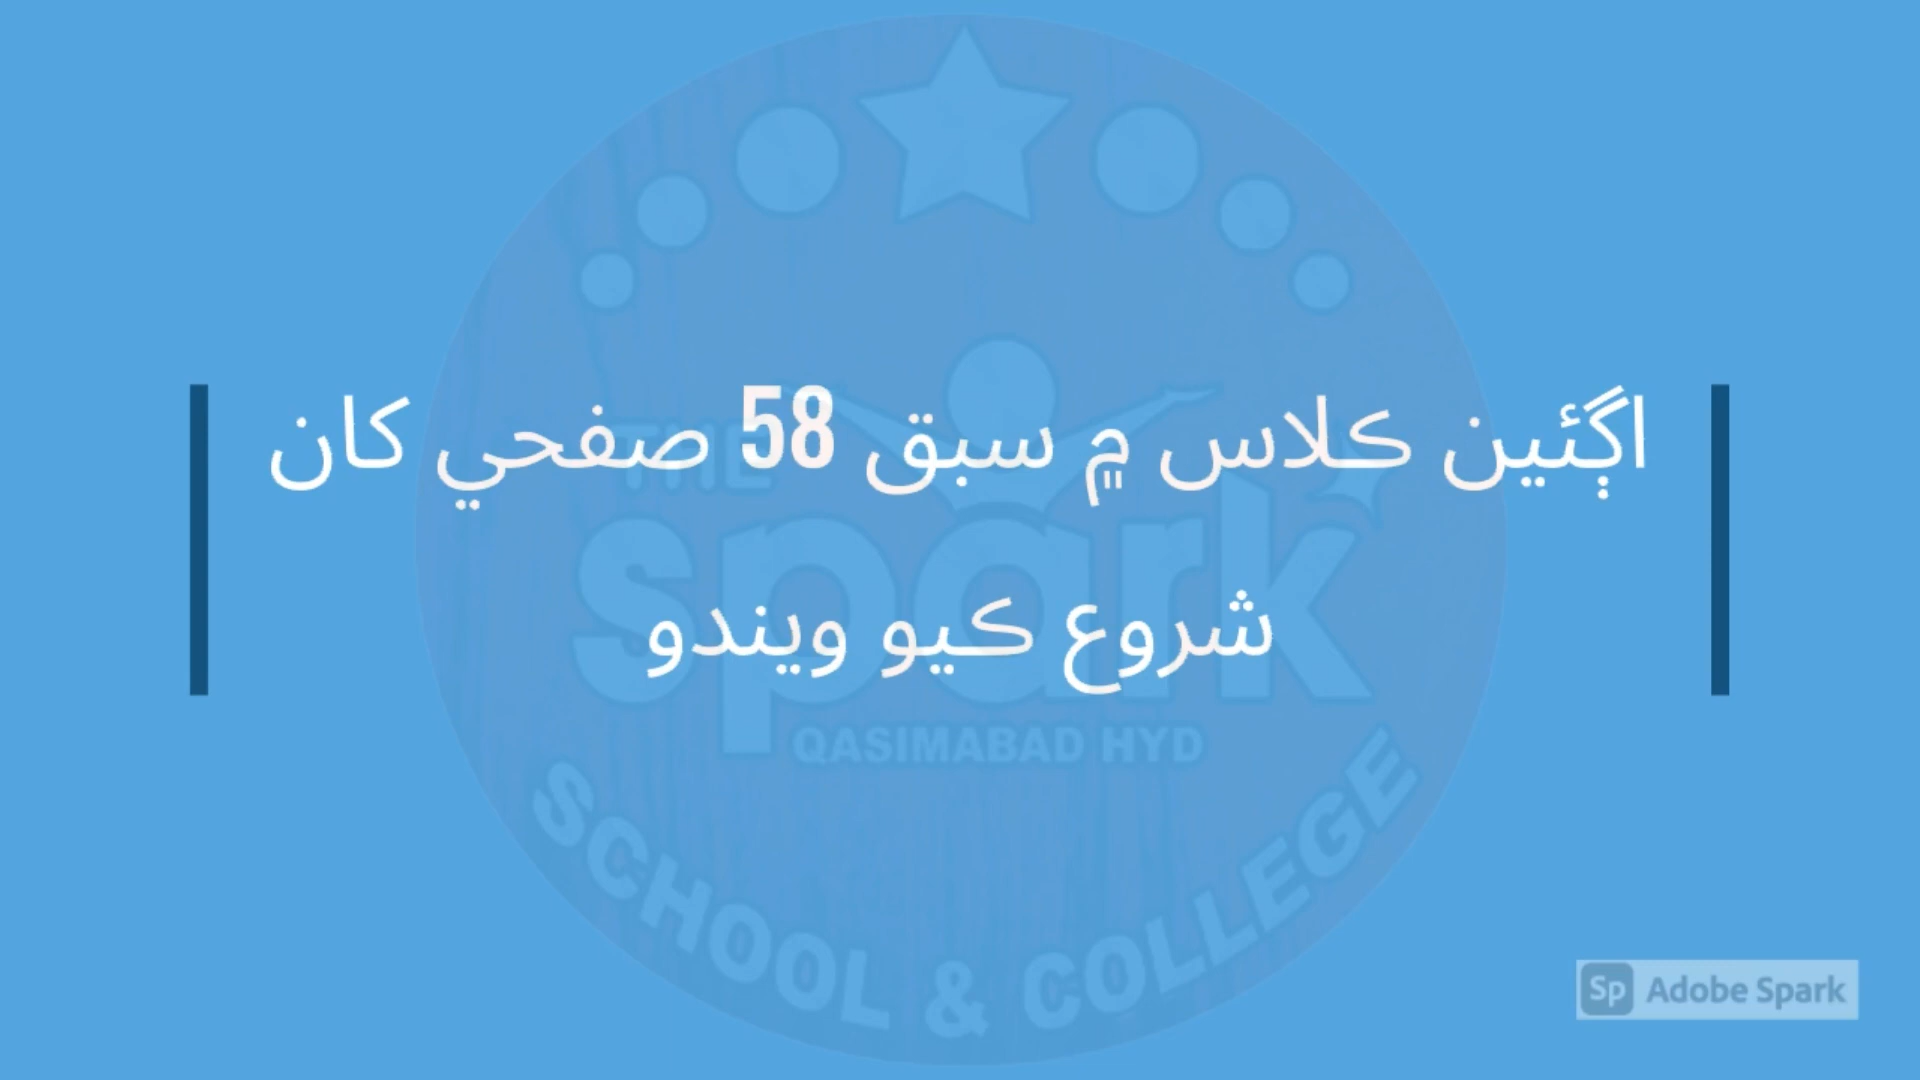 اڳئين ڪلاس ۾ سبق 58 صفحي کان
شروع ڪيو ويندو
THE
spark
QASIMABAD HYD
SCHOOL & COLLEGE
Sp Adobe Spark